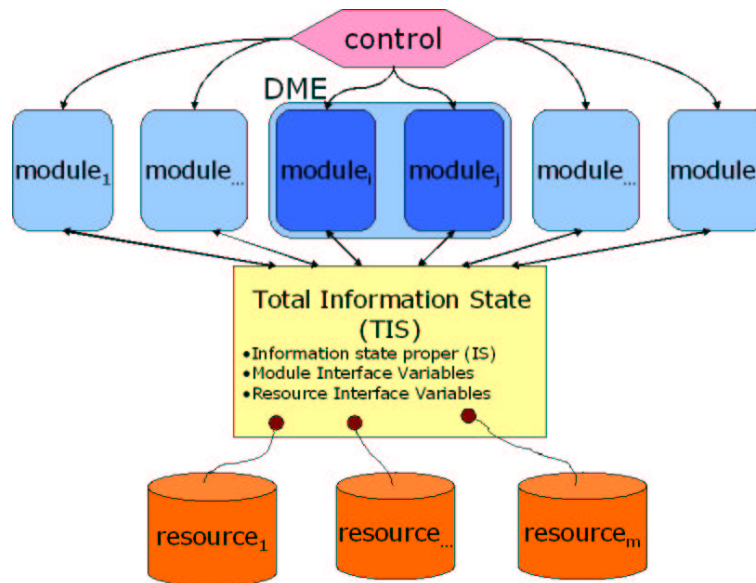 control
DME
module1
module...
modulei
modulej
module...
module
Total Information State
(TIS)
•Information state proper (IS)
•Module Interface Variables
•Resource Interface Variables
resource1
resource...
resourcem